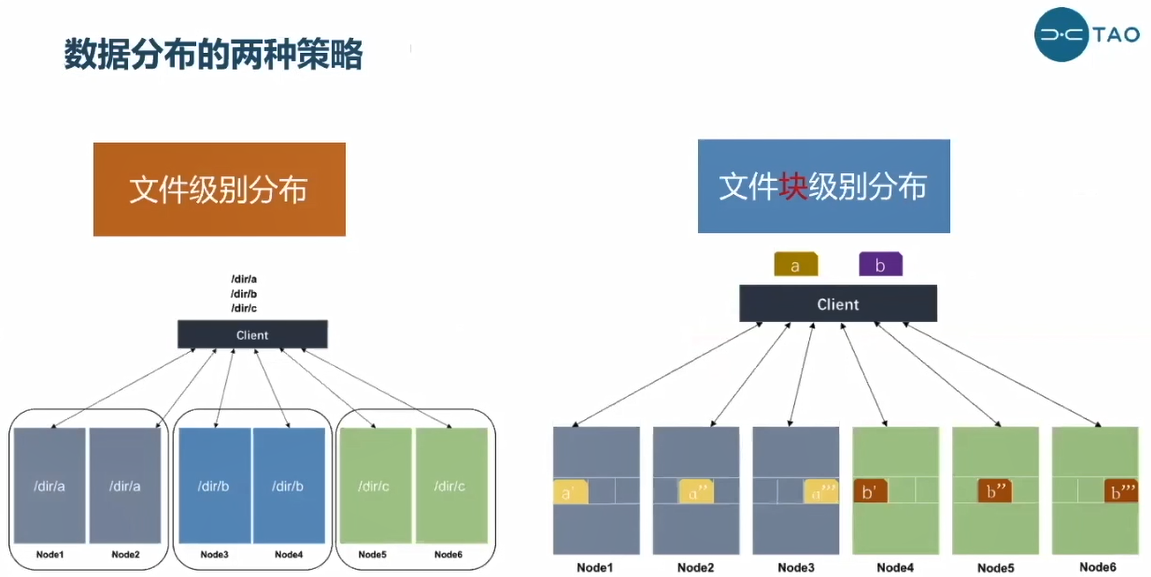 数据分布的两种策略
TAO
文件级别分布
/dir/a
/dir/b
/dir/c
Client
/dir/a
/dir/a
/dir/b
/dir/b
/dir/c
/dir/c
Node1
Node2
Node3
Node4
Node5
Node6
文件块级别分布
a
b
Client
a'
a''
a'''
b'
b''
b'''
Node1
Node2
Node3
Node4
Node5
Node6